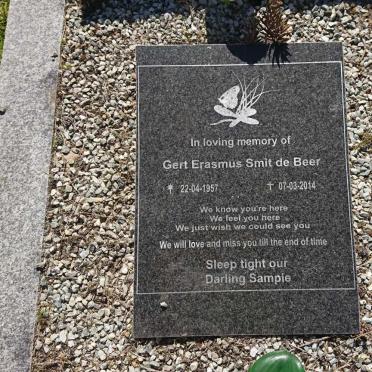 In loving memory of
Gert Erasmus Smit de Beer
22-04-1957 07-03-2014
We know you're here
We feel you here
We just wish we could see you
We will love and miss you till the end of time
Sleep tight our
Darling Sampie